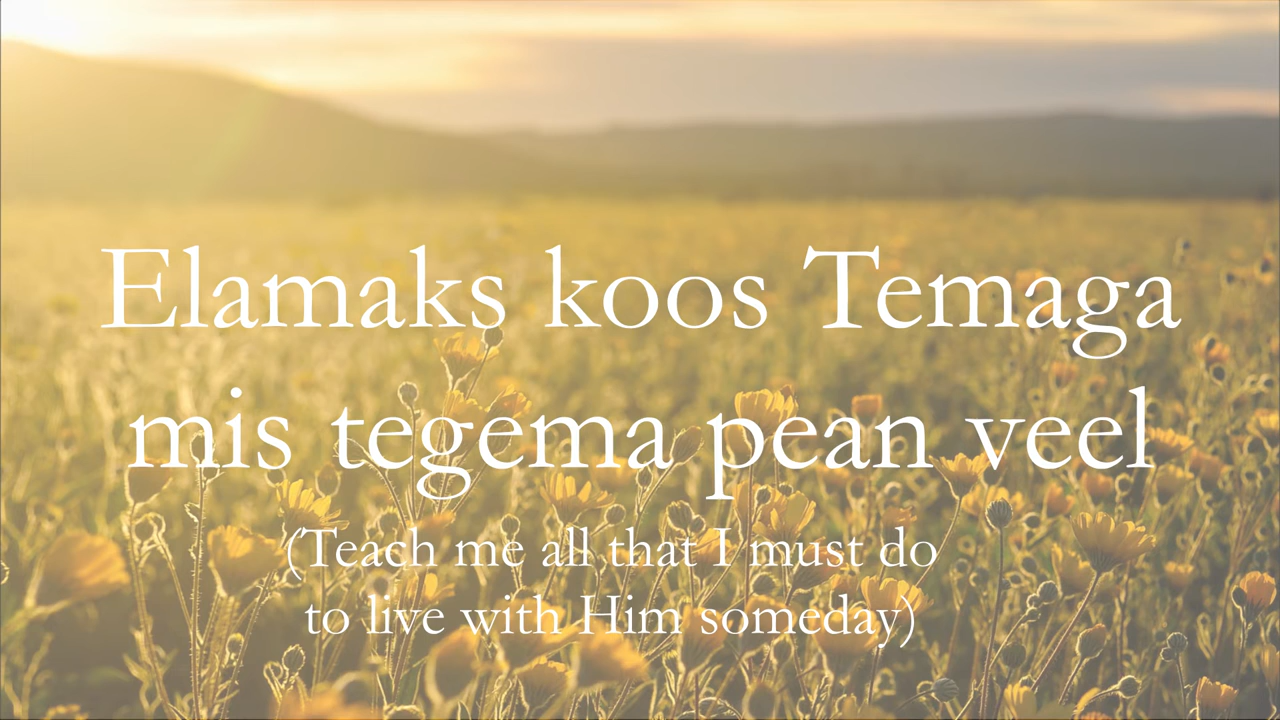 Elamaks koos Temaga
mis tegema pean veel
(Teach me all that I must do
to live with Him someday)